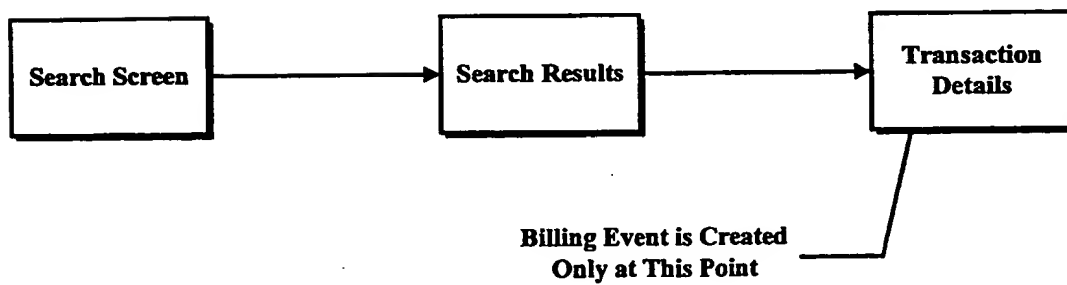 Search Screen
Search Results
Transaction
Details
Billing Event is Created
Only at This Point